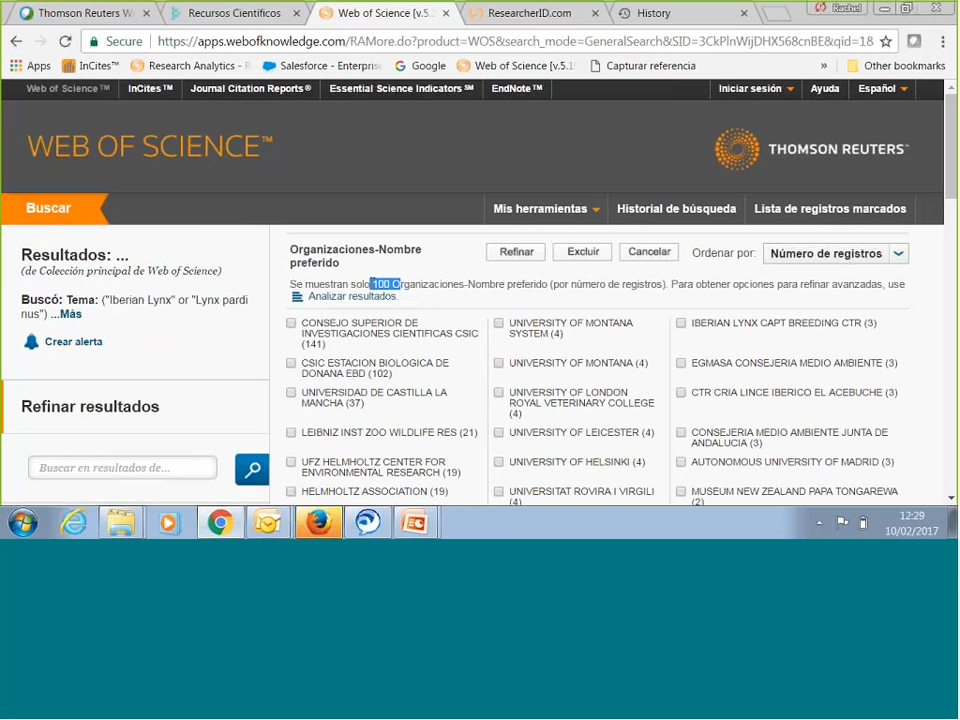 Thomson Reuters W
Recursos Científicos
Web of Science [v.5.
ResearcherID.com
History
Rachel
Secure
https://apps.webofknowledge.com/RAMore.do?product=WOS&search_mode=GeneralSearch&SID=3CkPlnWijDHX568cnBE&qid=18
Apps
InCites™
Research Analytics - R
Salesforce - Enterpris
Google
Web of Science [v.5.1
Capturar referencia
»
Other bookmarks
Web of Science™
InCites™
Journal Citation Reports®
Essential Science Indicators℠
EndNote™
Iniciar sesión
Ayuda
Español
WEB OF SCIENCE™
THOMSON REUTERS™
Buscar
Mis herramientas
Historial de búsqueda
Lista de registros marcados
Resultados: ...
(de Colección principal de Web of Science)
Buscó: Tema: ("Iberian Lynx" or "Lynx pardi
nus") ...Más
Crear alerta
Refinar resultados
Buscar en resultados de...
Organizaciones-Nombre
preferido
Refinar
Excluir
Cancelar
Ordenar por:
Número de registros
Se muestran solo 100 Organizaciones-Nombre preferido (por número de registros). Para obtener opciones para refinar avanzadas, use
Analizar resultados.
CONSEJO SUPERIOR DE
INVESTIGACIONES CIENTIFICAS CSIC
(141)
CSIC ESTACION BIOLOGICA DE
DONANA EBD (102)
UNIVERSIDAD DE CASTILLA LA
MANCHA (37)
LEIBNIZ INST ZOO WILDLIFE RES (21)
UFZ HELMHOLTZ CENTER FOR
ENVIRONMENTAL RESEARCH (19)
HELMHOLTZ ASSOCIATION (19)
UNIVERSITY OF MONTANA
SYSTEM (4)
UNIVERSITY OF MONTANA (4)
UNIVERSITY OF LONDON
ROYAL VETERINARY COLLEGE
(4)
UNIVERSITY OF LEICESTER (4)
UNIVERSITY OF HELSINKI (4)
UNIVERSITAT ROVIRA I VIRGILI
(4)
IBERIAN LYNX CAPT BREEDING CTR (3)
EGMASA CONSEJERIA MEDIO AMBIENTE (3)
CTR CRIA LINCE IBERICO EL ACEBUCHE (3)
CONSEJERIA MEDIO AMBIENTE JUNTA DE
ANDALUCIA (3)
AUTONOMOUS UNIVERSITY OF MADRID (3)
MUSEUM NEW ZEALAND PAPA TONGAREWA
(2)
12:29
10/02/2017